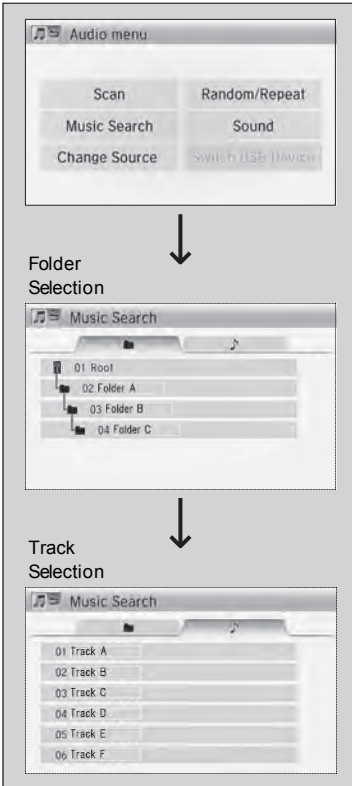 Audio menu
Scan Random/Repeat
Music Search Sound
Change Source Switch USB Device
Folder
Selection
Music Search
01 Root
02 Folder A
03 Folder B
04 Folder C
Track
Selection
Music Search
01 Track A
02 Track B
03 Track C
04 Track D
05 Track E
06 Track F